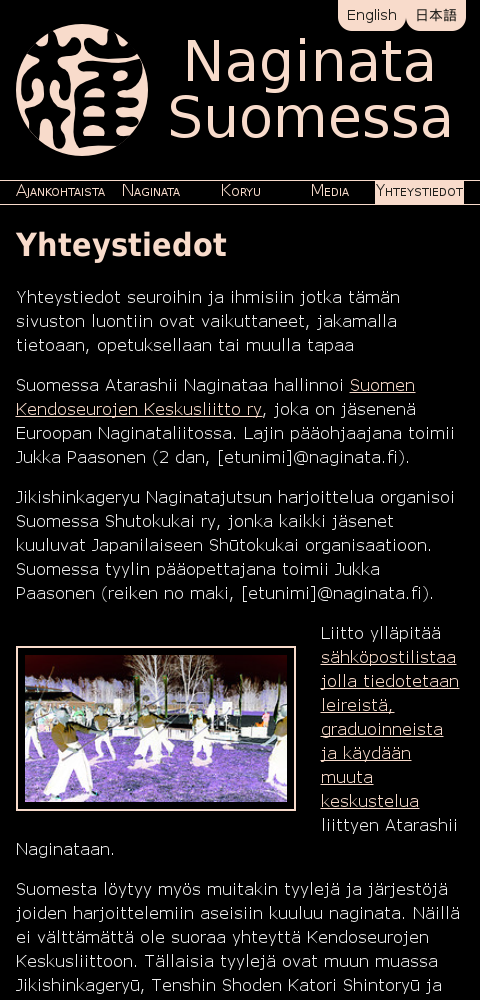 English
日本語
Naginata
Suomessa
Ajankohtaista
Naginata
Koryu
Media
Yhteystiedot
Yhteystiedot
Yhteystiedot seuroihin ja ihmisiin jotka tämän
sivuston luontiin ovat vaikuttaneet, jakamalla
tietoaan, opetuksellaan tai muulla tapaa
Suomessa Atarashii Naginataa hallinnoi Suomen
Kendoseurojen Keskusliitto ry, joka on jäsenenä
Euroopan Naginataliitossa. Lajin pääohjaajana toimii
Jukka Paasonen (2 dan, [etunimi]@naginata.fi).
Jikishinkageryu Naginatajutsun harjoittelua organisoi
Suomessa Shutokukai ry, jonka kaikki jäsenet
kuuluvat Japanilaiseen Shūtokukai organisaatioon.
Suomessa tyylin pääopettajana toimii Jukka
Paasonen (reiken no maki, [etunimi]@naginata.fi).
Liitto ylläpitää
sähköpostilistaa
jolla tiedotetaan
leireistä,
graduoinneista
ja käydään
muuta
keskustelua
liittyen Atarashii
Naginataan.
Suomesta löytyy myös muitakin tyylejä ja järjestöjä
joiden harjoittelemiin aseisiin kuuluu naginata. Näillä
ei välttämättä ole suoraa yhteyttä Kendoseurojen
Keskusliittoon. Tällaisia tyylejä ovat muun muassa
Jikishinkageryū, Tenshin Shoden Katori Shintoryū ja